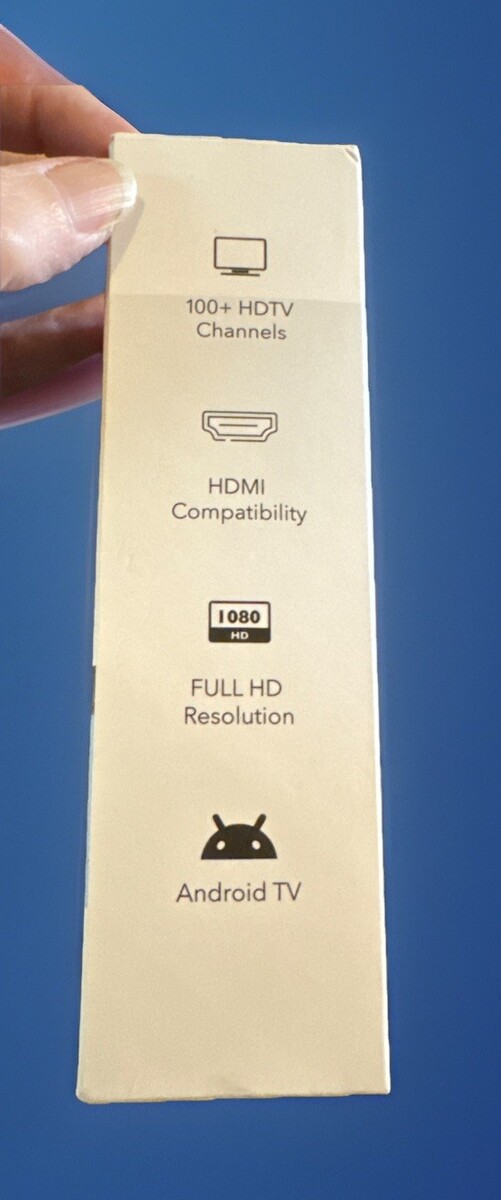 100+ HDTV
Channels
HDMI
Compatibility
1080
HD
FULL HD
Resolution
Android TV